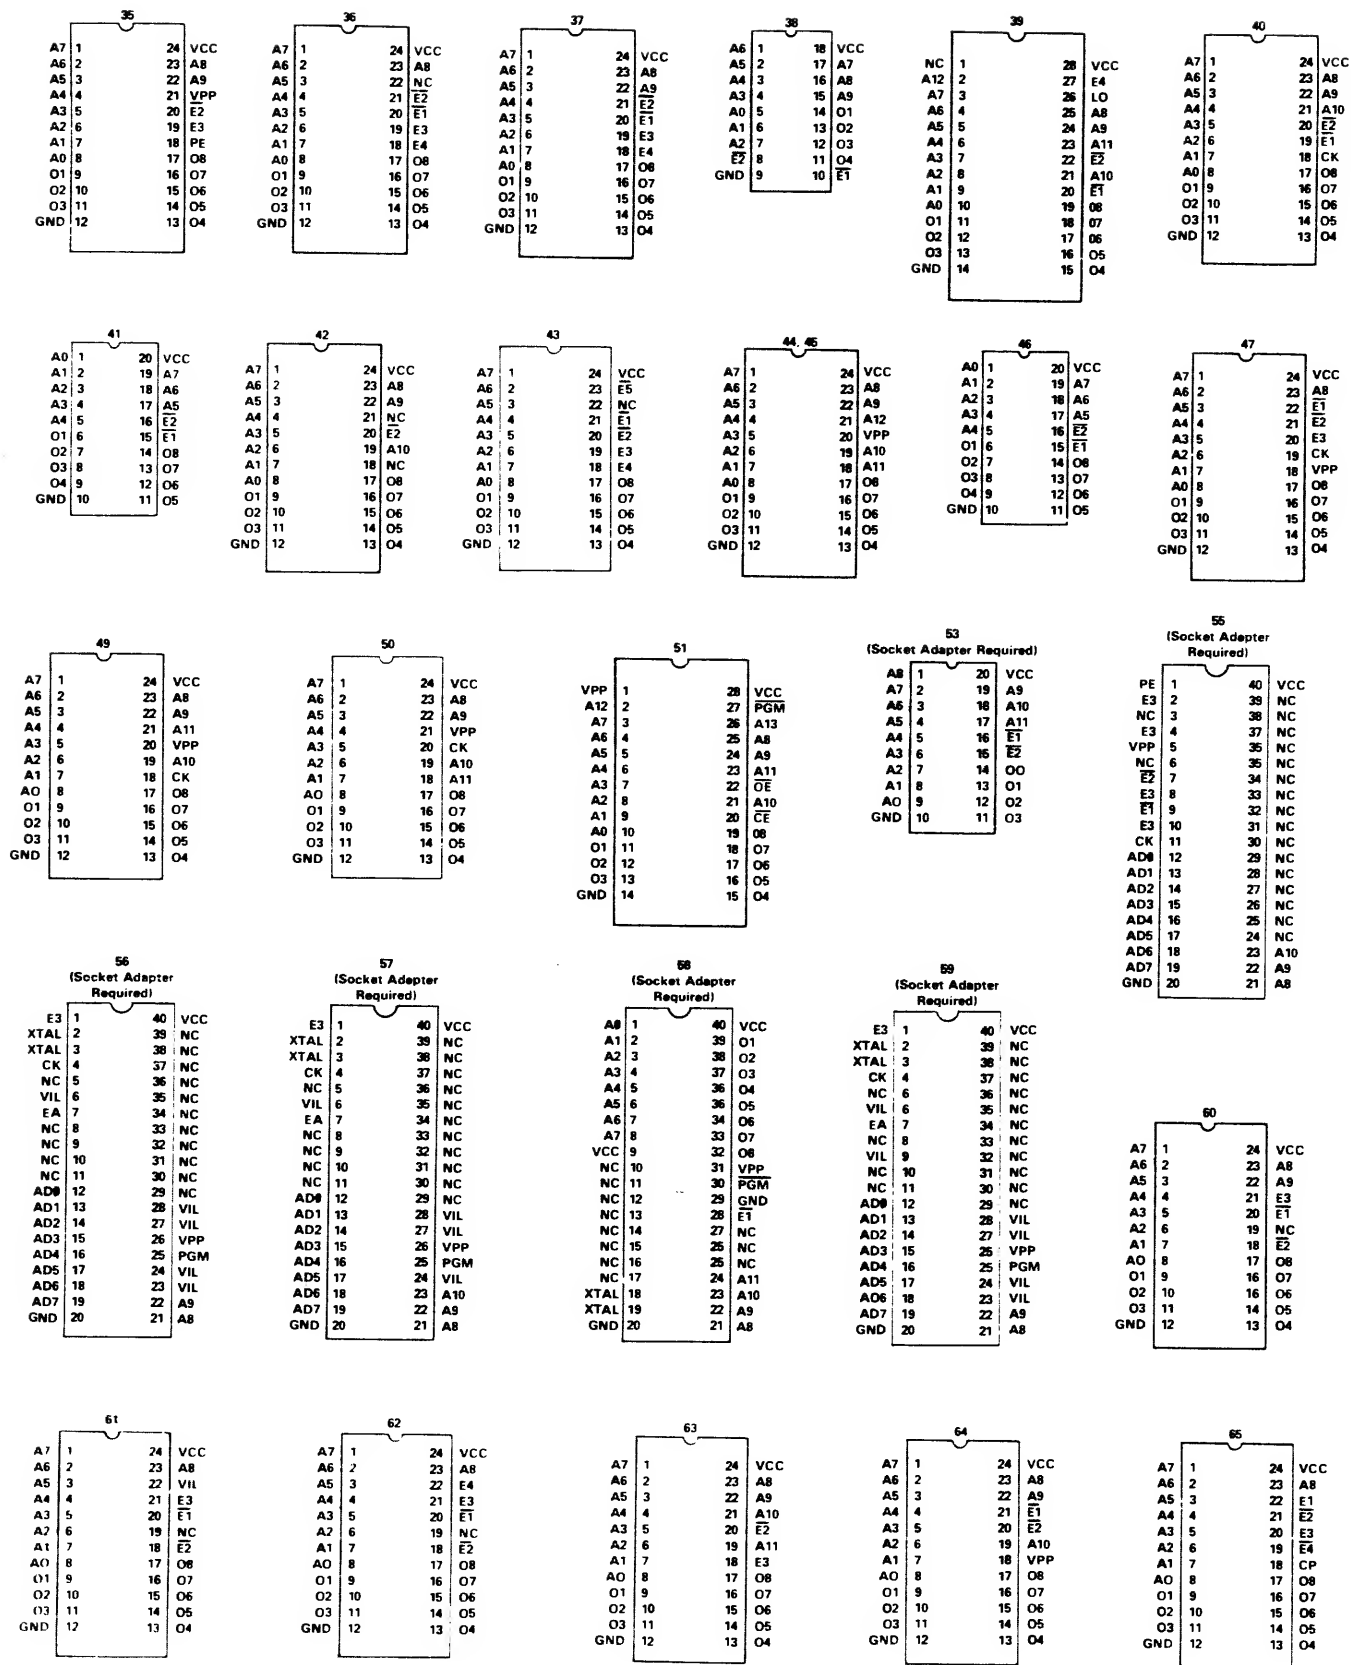 35
A7 1 24 VCC
A6 2 23 A8
A5 3 22 A9
A4 4 21 VPP
A3 5 20 E̅2̅
A2 6 19 E3
A1 7 18 PE
A0 8 17 O8
O1 9 16 O7
O2 10 15 O6
O3 11 14 O5
GND 12 13 O4
36
A7 1 24 VCC
A6 2 23 A8
A5 3 22 NC
A4 4 21 E̅2̅
A3 5 20 E̅1̅
A2 6 19 E3
A1 7 18 E4
A0 8 17 O8
O1 9 16 O7
O2 10 15 O6
O3 11 14 O5
GND 12 13 O4
37
A7 1 24 VCC
A6 2 23 A8
A5 3 22 A9
A4 4 21 E̅2̅
A3 5 20 E̅1̅
A2 6 19 E3
A1 7 18 E4
A0 8 17 O8
O1 9 16 O7
O2 10 15 O6
O3 11 14 O5
GND 12 13 O4
38
A6 1 18 VCC
A5 2 17 A7
A4 3 16 A8
A3 4 15 A9
A0 5 14 O1
A1 6 13 O2
A2 7 12 O3
E̅2̅ 8 11 O4
GND 9 10 E̅1̅
39
NC 1 28 VCC
A12 2 27 E4
A7 3 26 LO
A6 4 25 A8
A5 5 24 A9
A4 6 23 A11
A3 7 22 E̅2̅
A2 8 21 A10
A1 9 20 E̅1̅
A0 10 19 08
O1 11 18 07
O2 12 17 06
O3 13 16 O5
GND 14 15 O4
40
A7 1 24 VCC
A6 2 23 A8
A5 3 22 A9
A4 4 21 A10
A3 5 20 E̅2̅
A2 6 19 E̅1̅
A1 7 18 CK
A0 8 17 O8
O1 9 16 O7
O2 10 15 O6
O3 11 14 O5
GND 12 13 O4
41
A0 1 20 VCC
A1 2 19 A7
A2 3 18 A6
A3 4 17 A5
A4 5 16 E̅2̅
O1 6 15 E̅1̅
O2 7 14 O8
O3 8 13 O7
O4 9 12 O6
GND 10 11 O5
42
A7 1 24 VCC
A6 2 23 A8
A5 3 22 A9
A4 4 21 NC
A3 5 20 E̅2̅
A2 6 19 A10
A1 7 18 NC
A0 8 17 O8
O1 9 16 O7
O2 10 15 O6
O3 11 14 O5
GND 12 13 O4
43
A7 1 24 VCC
A6 2 23 E̅5̅
A5 3 22 NC
A4 4 21 E̅1̅
A3 5 20 E̅2̅
A2 6 19 E3
A1 7 18 E4
A0 8 17 O8
O1 9 16 O7
O2 10 15 O6
O3 11 14 O5
GND 12 13 O4
44, 45
A7 1 24 VCC
A6 2 23 A8
A5 3 22 A9
A4 4 21 A12
A3 5 20 VPP
A2 6 19 A10
A1 7 18 A11
A0 8 17 O8
O1 9 16 O7
O2 10 15 O6
O3 11 14 O5
GND 12 13 O4
46
A0 1 20 VCC
A1 2 19 A7
A2 3 18 A6
A3 4 17 A5
A4 5 16 E̅2̅
O1 6 15 E̅1̅
O2 7 14 O8
O3 8 13 O7
O4 9 12 O6
GND 10 11 O5
47
A7 1 24 VCC
A6 2 23 A8
A5 3 22 E̅1̅
A4 4 21 E̅2̅
A3 5 20 E3
A2 6 19 CK
A1 7 18 VPP
A0 8 17 O8
O1 9 16 O7
O2 10 15 O6
O3 11 14 O5
GND 12 13 O4
49
A7 1 24 VCC
A6 2 23 A8
A5 3 22 A9
A4 4 21 A11
A3 5 20 VPP
A2 6 19 A10
A1 7 18 CK
AO 8 17 O8
O1 9 16 O7
O2 10 15 O6
O3 11 14 O5
GND 12 13 O4
50
A7 1 24 VCC
A6 2 23 A8
A5 3 22 A9
A4 4 21 VPP
A3 5 20 CK
A2 6 19 A10
A1 7 18 A11
AO 8 17 O8
O1 9 16 O7
O2 10 15 O6
O3 11 14 O5
GND 12 13 O4
51
VPP 1 28 VCC
A12 2 27 P̅G̅M̅
A7 3 26 A13
A6 4 25 A8
A5 5 24 A9
A4 6 23 A11
A3 7 22 O̅E̅
A2 8 21 A10
A1 9 20 C̅E̅
A0 10 19 08
O1 11 18 O7
O2 12 17 O6
O3 13 16 O5
GND 14 15 O4
53
(Socket Adapter Required)
A8 1 20 VCC
A7 2 19 A9
A6 3 18 A10
A5 4 17 A11
A4 5 16 E̅1̅
A3 6 15 E̅2̅
A2 7 14 OO
A1 8 13 O1
AO 9 12 O2
GND 10 11 O3
55
(Socket Adapter
Required)
PE 1 40 VCC
E3 2 39 NC
NC 3 38 NC
E3 4 37 NC
VPP 5 35 NC
NC 6 35 NC
E̅2̅ 7 34 NC
E3 8 33 NC
E̅1̅ 9 32 NC
E3 10 31 NC
CK 11 30 NC
AD0 12 29 NC
AD1 13 28 NC
AD2 14 27 NC
AD3 15 26 NC
AD4 16 25 NC
AD5 17 24 NC
AD6 18 23 A10
AD7 19 22 A9
GND 20 21 A8
56
(Socket Adapter
Required)
E3 1 40 VCC
XTAL 2 39 NC
XTAL 3 38 NC
CK 4 37 NC
NC 5 36 NC
VIL 6 35 NC
EA 7 34 NC
NC 8 33 NC
NC 9 32 NC
NC 10 31 NC
NC 11 30 NC
AD0 12 29 NC
AD1 13 28 VIL
AD2 14 27 VIL
AD3 15 26 VPP
AD4 16 25 PGM
AD5 17 24 VIL
AD6 18 23 VIL
AD7 19 22 A9
GND 20 21 A8
57
(Socket Adapter
Required)
E3 1 40 VCC
XTAL 2 39 NC
XTAL 3 38 NC
CK 4 37 NC
NC 5 36 NC
VIL 6 35 NC
EA 7 34 NC
NC 8 33 NC
NC 9 32 NC
NC 10 31 NC
NC 11 30 NC
AD0 12 29 NC
AD1 13 28 VIL
AD2 14 27 VIL
AD3 15 26 VPP
AD4 16 25 PGM
AD5 17 24 VIL
AD6 18 23 A10
AD7 19 22 A9
GND 20 21 A8
58
(Socket Adapter
Required)
A0 1 40 VCC
A1 2 39 O1
A2 3 38 O2
A3 4 37 O3
A4 5 36 O4
A5 6 36 O5
A6 7 34 O6
A7 8 33 O7
VCC 9 32 O8
NC 10 31 VPP
NC 11 30 P̅G̅M̅
NC 12 29 GND
NC 13 28 E̅1̅
NC 14 27 NC
NC 15 25 NC
NC 16 25 NC
NC 17 24 A11
XTAL 18 23 A10
XTAL 19 22 A9
GND 20 21 A8
59
(Socket Adapter
Required)
E3 1 40 VCC
XTAL 2 39 NC
XTAL 3 38 NC
CK 4 37 NC
NC 6 36 NC
VIL 6 35 NC
EA 7 34 NC
NC 8 33 NC
VIL 9 32 NC
NC 10 31 NC
NC 11 30 NC
AD0 12 29 NC
AD1 13 28 VIL
AD2 14 27 VIL
AD3 15 25 VPP
AD4 16 25 PGM
AD5 17 24 VIL
AO6 18 23 VIL
AD7 19 22 A9
GND 20 21 A8
60
A7 1 24 VCC
A6 2 23 A8
A5 3 22 A9
A4 4 21 E3
A3 5 20 E̅1̅
A2 6 19 NC
A1 7 18 E̅2̅
AO 8 17 O8
O1 9 16 O7
O2 10 16 O6
O3 11 14 O5
GND 12 13 O4
61
A7 1 24 VCC
A6 2 23 A8
A5 3 22 VIL
A4 4 21 E3
A3 5 20 E̅1̅
A2 6 19 NC
A1 7 18 E̅2̅
AO 8 17 O8
O1 9 16 O7
O2 10 15 O6
O3 11 14 O5
GND 12 13 O4
62
A7 1 24 VCC
A6 2 23 A8
A5 3 22 E4
A4 4 21 E3
A3 5 20 E̅1̅
A2 6 19 NC
A1 7 18 E̅2̅
AO 8 17 O8
O1 9 16 O7
O2 10 15 O6
O3 11 14 O5
GND 12 13 O4
63
A7 1 24 VCC
A6 2 23 A8
A5 3 22 A9
A4 4 21 A10
A3 5 20 E̅2̅
A2 6 19 A11
A1 7 18 E3
AO 8 17 O8
O1 9 16 O7
O2 10 15 O6
O3 11 14 O5
GND 12 13 O4
64
A7 1 24 VCC
A6 2 23 A8
A5 3 22 A9
A4 4 21 E̅1̅
A3 5 20 E̅2̅
A2 6 19 A10
A1 7 18 VPP
AO 8 17 O8
O1 9 16 O7
O2 10 15 O6
O3 11 14 O5
GND 12 13 O4
65
A7 1 24 VCC
A6 2 23 A8
A5 3 22 E1
A4 4 21 E̅2̅
A3 5 20 E3
A2 6 19 E̅4̅
A1 7 18 CP
AO 8 17 O8
O1 9 16 O7
O2 10 15 O6
O3 11 14 O5
GND 12 13 O4